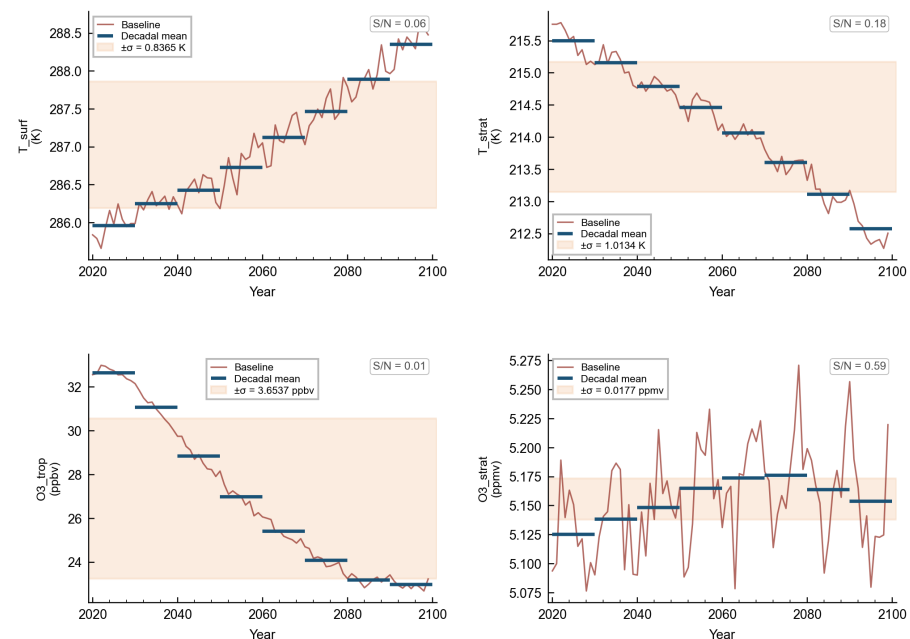 S/N = 0.06
Baseline
Decadal mean
±σ = 0.8365 K
288.5
288.0
287.5
287.0
286.5
286.0
T_surf
(K)
2020
2040
2060
2080
2100
Year
S/N = 0.18
215.5
215.0
214.5
214.0
213.5
213.0
212.5
T_strat
(K)
Baseline
Decadal mean
±σ = 1.0134 K
2020
2040
2060
2080
2100
Year
S/N = 0.01
Baseline
Decadal mean
±σ = 3.6537 ppbv
32
30
28
26
24
O3_trop
(ppbv)
2020
2040
2060
2080
2100
Year
S/N = 0.59
Baseline
Decadal mean
±σ = 0.0177 ppmv
5.275
5.250
5.225
5.200
5.175
5.150
5.125
5.100
5.075
O3_strat
(ppmv)
2020
2040
2060
2080
2100
Year